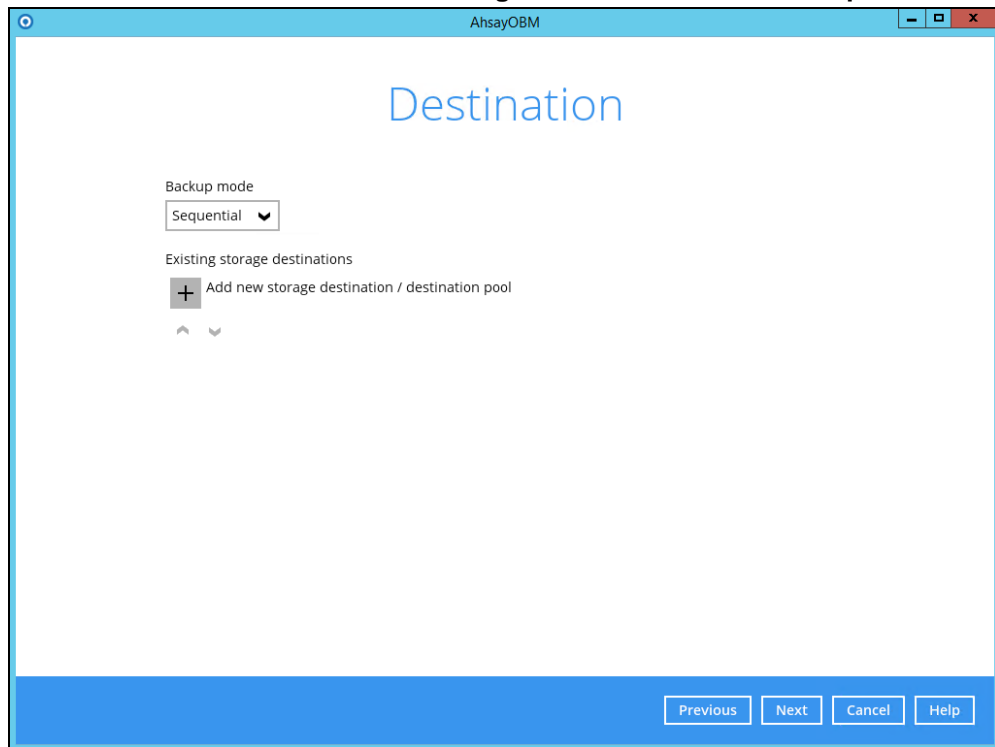 AhsayOBM
Destination
Backup mode
Sequential
Existing storage destinations
Add new storage destination / destination pool
Previous Next Cancel Help